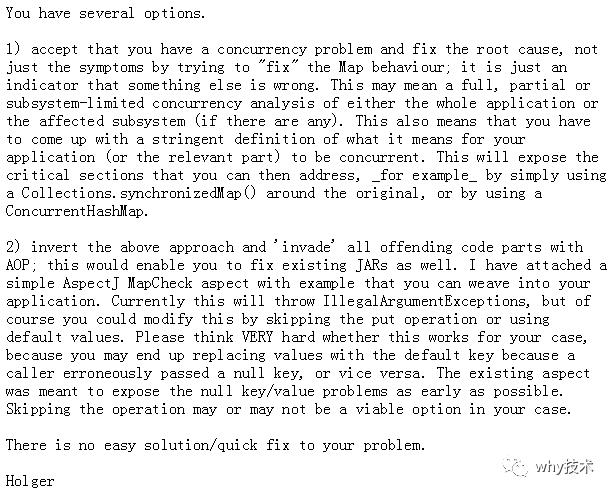 You have several options.
1) accept that you have a concurrency problem and fix the root cause, not
just the symptoms by trying to "fix" the Map behaviour; it is just an
indicator that something else is wrong. This may mean a full, partial or
subsystem-limited concurrency analysis of either the whole application or
the affected subsystem (if there are any). This also means that you have
to come up with a stringent definition of what it means for your
application (or the relevant part) to be concurrent. This will expose the
critical sections that you can then address, _for example_ by simply using
a Collections.synchronizedMap() around the original, or by using a
ConcurrentHashMap.
2) invert the above approach and 'invade' all offending code parts with
AOP; this would enable you to fix existing JARs as well. I have attached a
simple AspectJ MapCheck aspect with example that you can weave into your
application. Currently this will throw IllegalArgumentExceptions, but of
course you could modify this by skipping the put operation or using
default values. Please think VERY hard whether this works for your case,
because you may end up replacing values with the default key because a
caller erroneously passed a null key, or vice versa. The existing aspect
was meant to expose the null key/value problems as early as possible.
Skipping the operation may or may not be a viable option in your case.
There is no easy solution/quick fix to your problem.
Holger
why技术